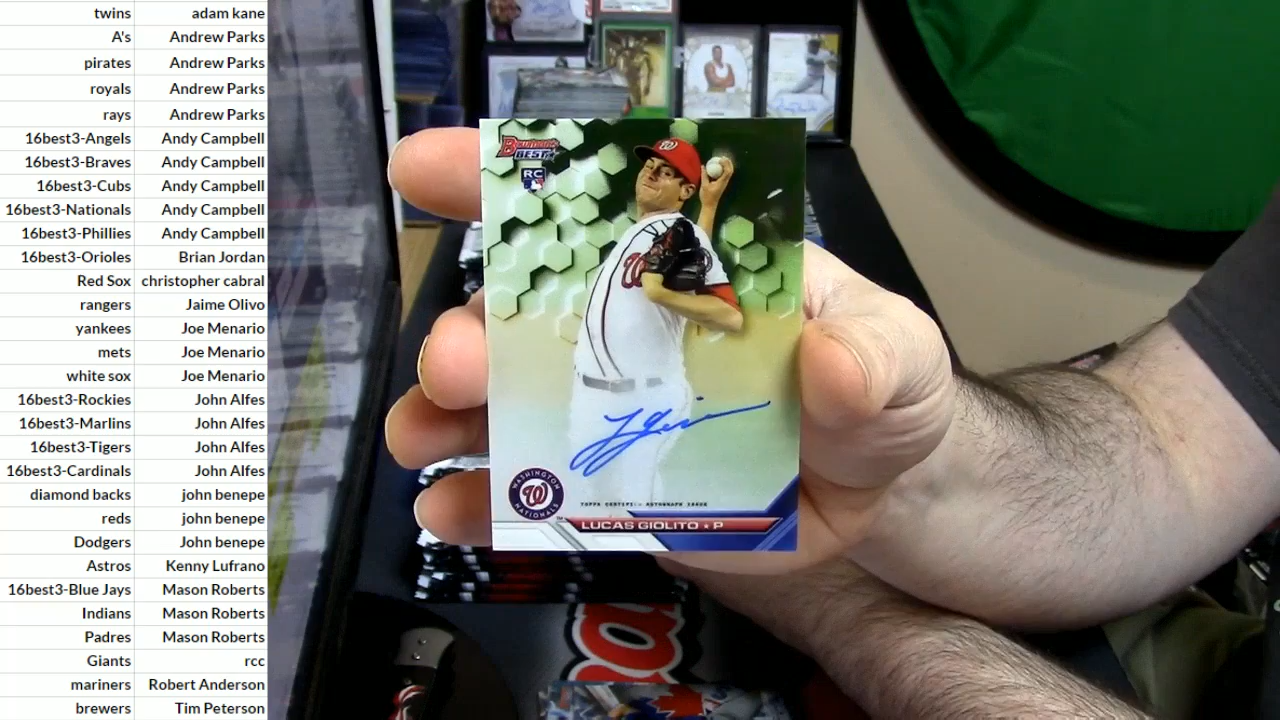 twins adam kane
A's Andrew Parks
pirates Andrew Parks
royals Andrew Parks
rays Andrew Parks
16best3-Angels Andy Campbell
16best3-Braves Andy Campbell
16best3-Cubs Andy Campbell
16best3-Nationals Andy Campbell
16best3-Phillies Andy Campbell
16best3-Orioles Brian Jordan
Red Sox christopher cabral
rangers Jaime Olivo
yankees Joe Menario
mets Joe Menario
white sox Joe Menario
16best3-Rockies John Alfes
16best3-Marlins John Alfes
16best3-Tigers John Alfes
16best3-Cardinals John Alfes
diamond backs john benepe
reds john benepe
Dodgers John benepe
Astros Kenny Lufrano
16best3-Blue Jays Mason Roberts
Indians Mason Roberts
Padres Mason Roberts
Giants rcc
mariners Robert Anderson
brewers Tim Peterson
Bowman's
BEST
RC
W
W
WASHINGTON
W
NATIONALS
TOPPS CERTIFIED AUTOGRAPH ISSUE
LUCAS GIOLITO ★ P